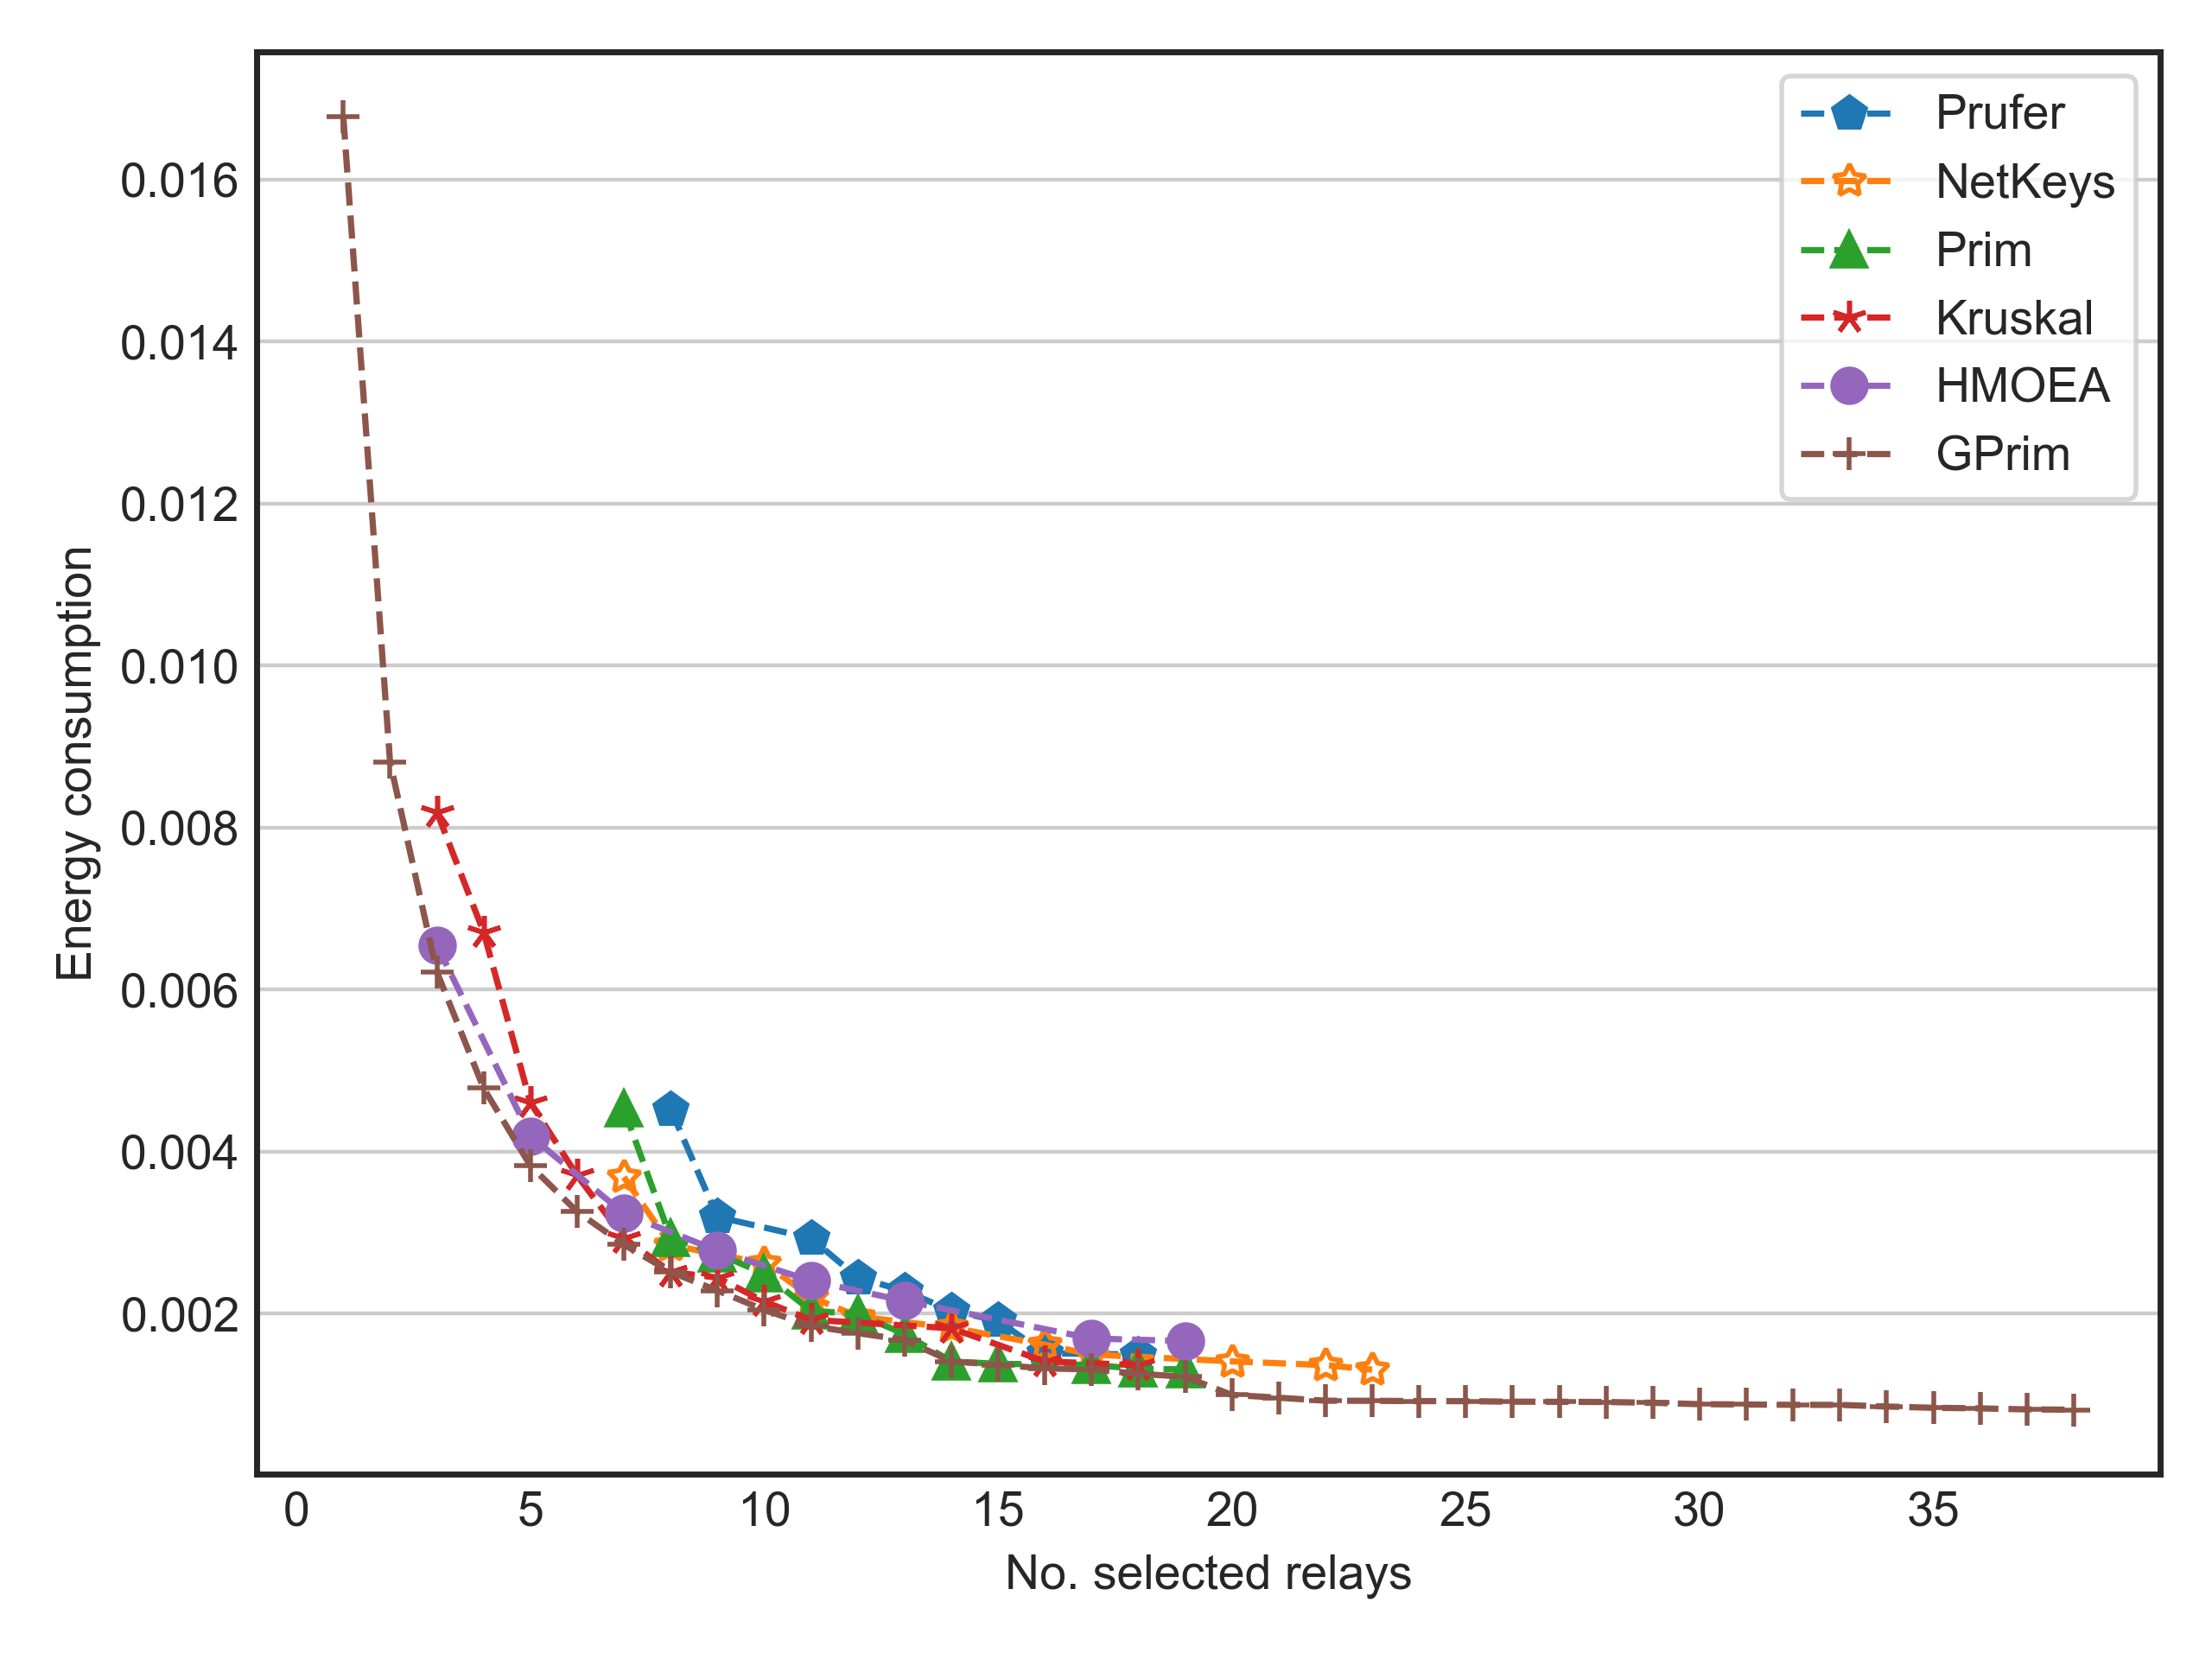 Energy consumption
0.016
0.014
0.012
0.010
0.008
0.006
0.004
0.002
0 5 10 15 20 25 30 35
No. selected relays
Prufer
NetKeys
Prim
Kruskal
HMOEA
GPrim